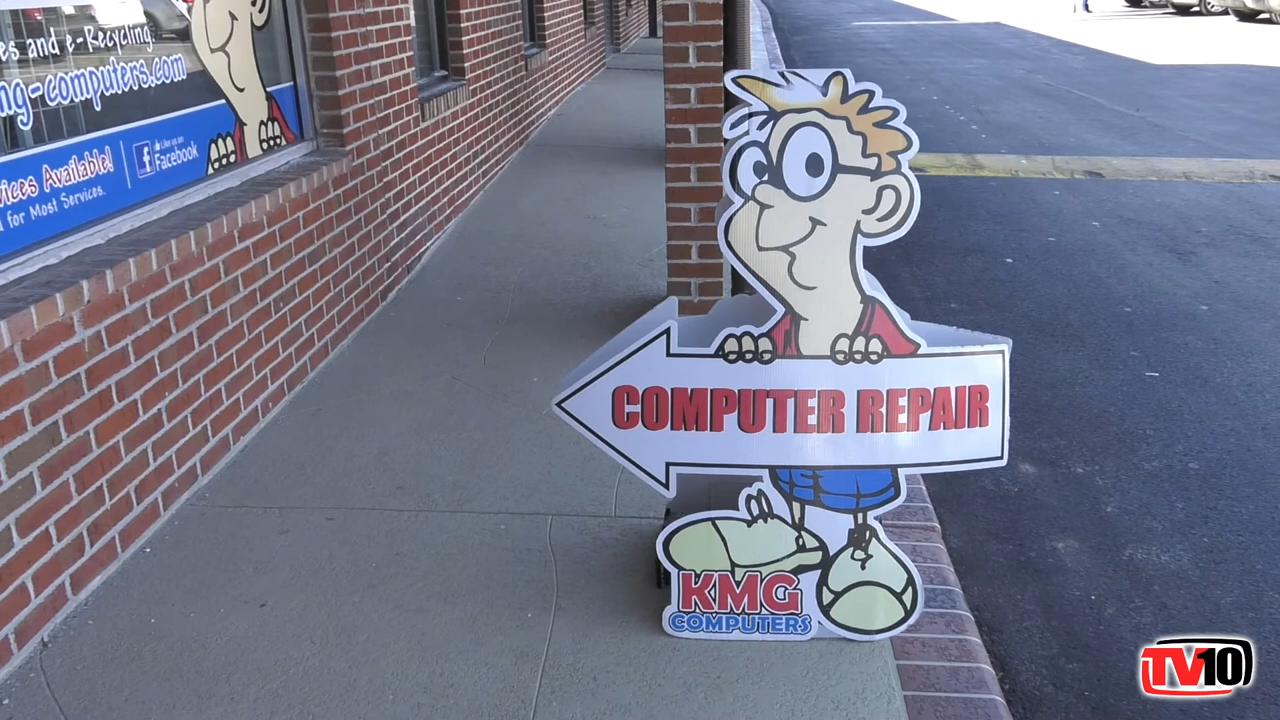 es and e-Recycling.
ng-computers.com
vices Available!
for Most Services.
f
Like us on
Facebook
COMPUTER REPAIR
KMG
COMPUTERS
TV10